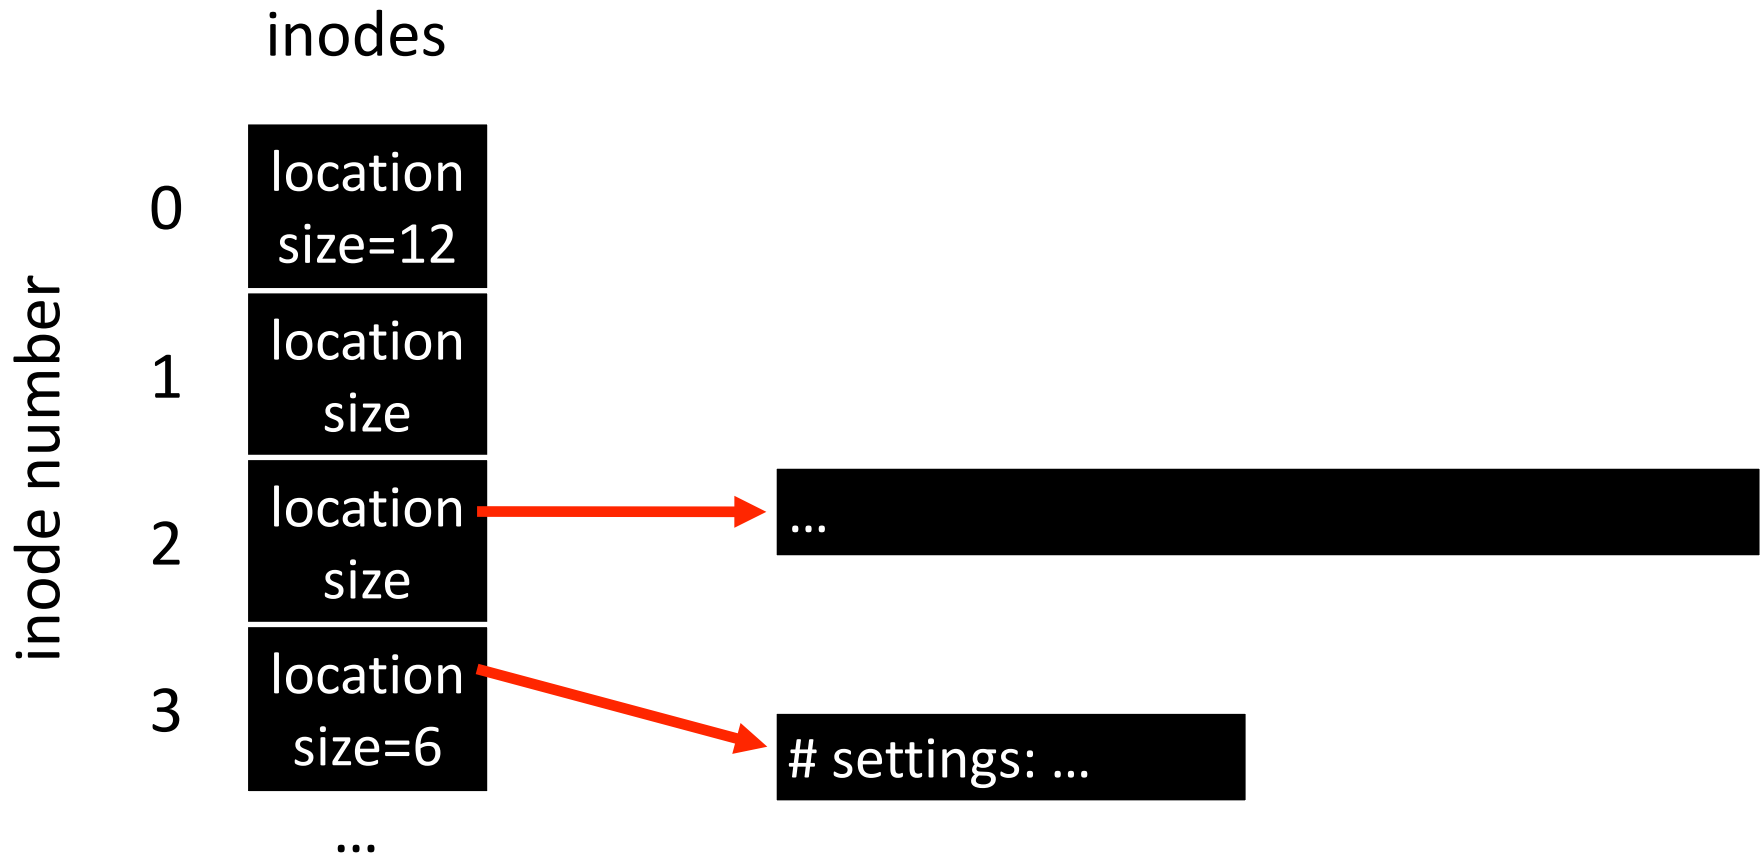 inodes
inode number
0
location
size=12
1
location
size
2
location
size
...
3
location
size=6
# settings: ...
...